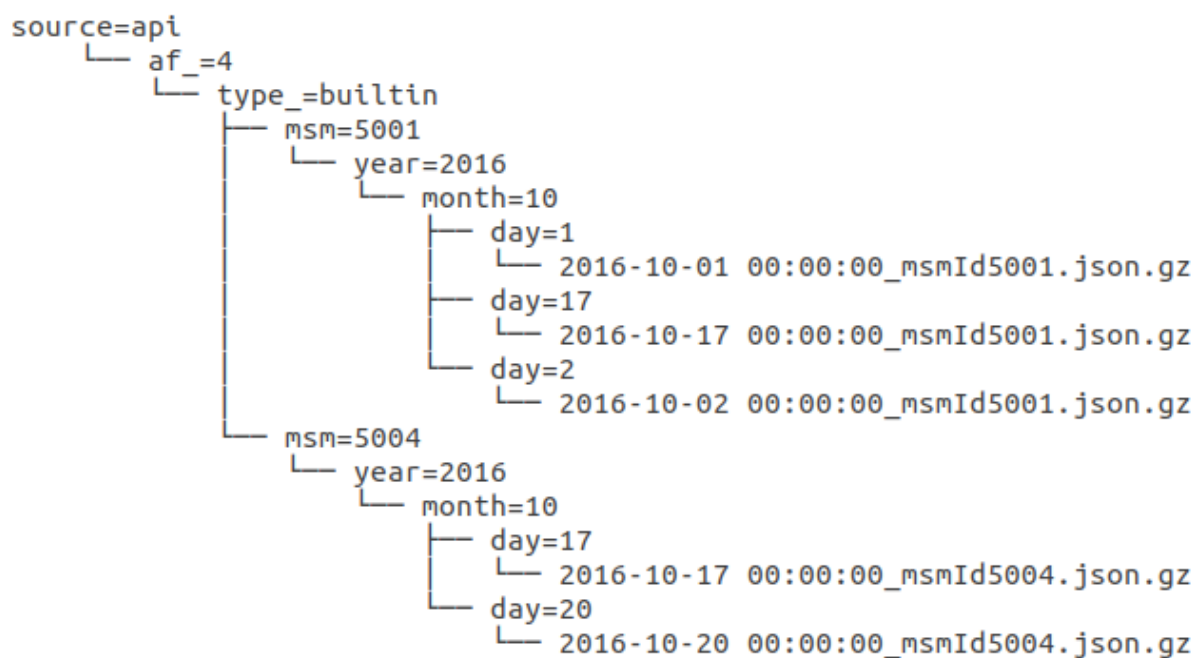 source=api
└── af_=4
└── type_=builtin
├── msm=5001
│ └── year=2016
│ └── month=10
│ ├── day=1
│ │ └── 2016-10-01 00:00:00_msmId5001.json.gz
│ ├── day=17
│ │ └── 2016-10-17 00:00:00_msmId5001.json.gz
│ └── day=2
│ └── 2016-10-02 00:00:00_msmId5001.json.gz
└── msm=5004
└── year=2016
└── month=10
├── day=17
│ └── 2016-10-17 00:00:00_msmId5004.json.gz
└── day=20
└── 2016-10-20 00:00:00_msmId5004.json.gz